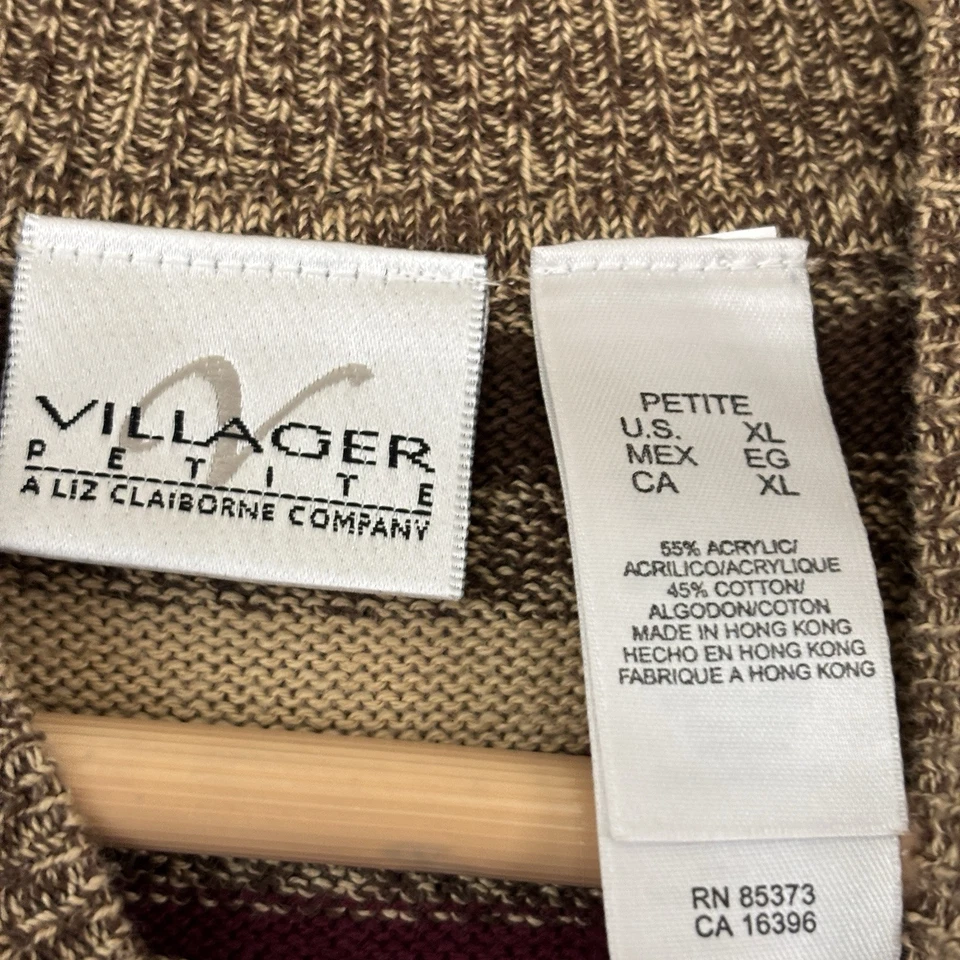 VILLAGER
PETITE
A LIZ CLAIBORNE COMPANY
PETITE
U.S. XL
MEX EG
CA XL
55% ACRYLIC/
ACRILICO/ACRYLIQUE
45% COTTON/
ALGODON/COTON
MADE IN HONG KONG
HECHO EN HONG KONG
FABRIQUE A HONG KONG
RN 85373
CA 16396